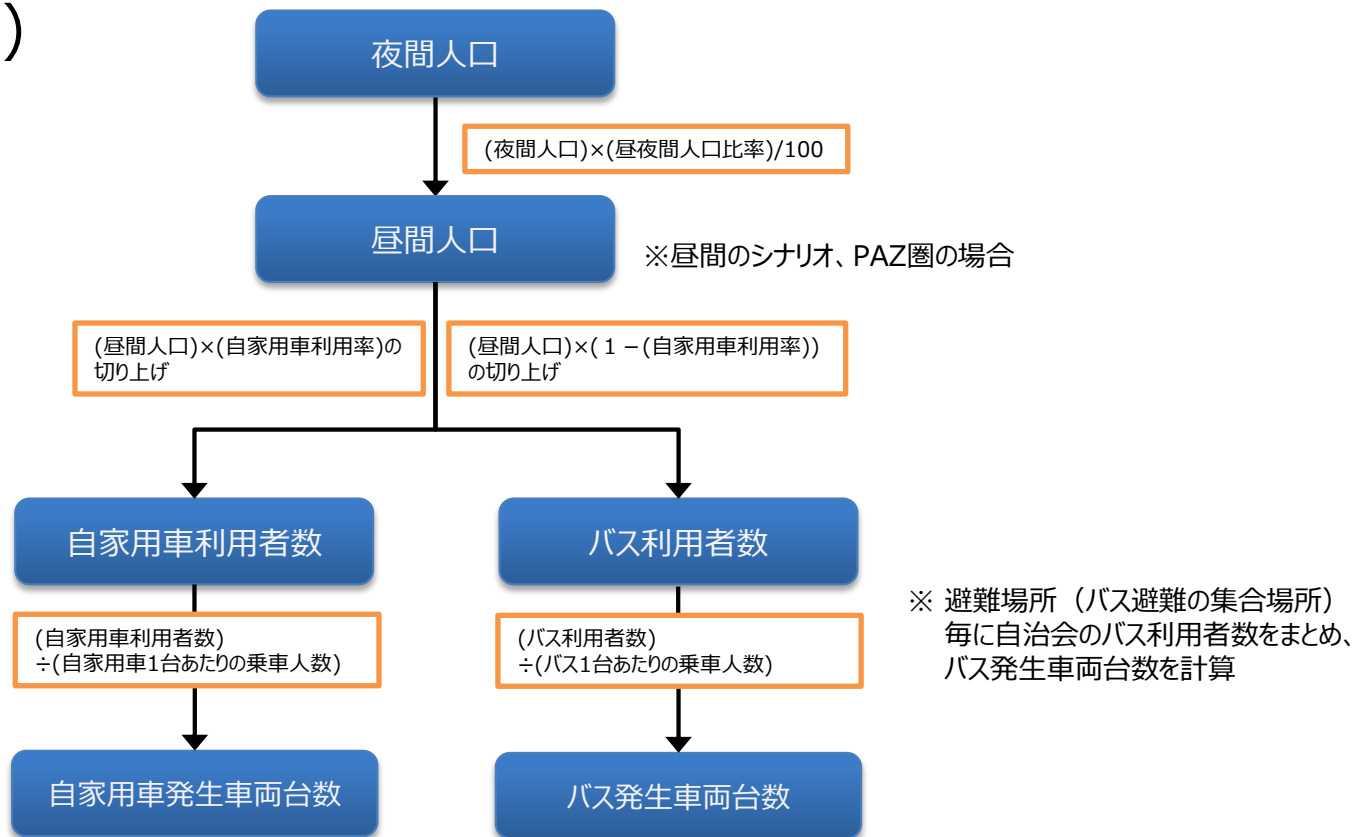 )
夜間人口
(夜間人口)×(昼夜間人口比率)/100
昼間人口
※昼間のシナリオ、PAZ圏の場合
(昼間人口)×(自家用車利用率)の
切り上げ
(昼間人口)×(１－(自家用車利用率))
の切り上げ
自家用車利用者数
バス利用者数
(自家用車利用者数)
÷(自家用車1台あたりの乗車人数)
(バス利用者数)
÷(バス1台あたりの乗車人数)
※ 避難場所（バス避難の集合場所）
毎に自治会のバス利用者数をまとめ、
バス発生車両台数を計算
自家用車発生車両台数
バス発生車両台数